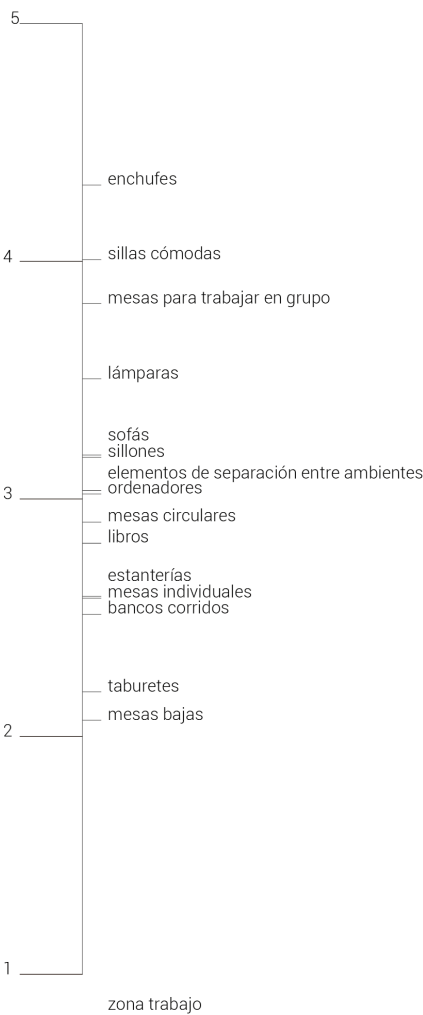 5
enchufes
4
sillas cómodas
mesas para trabajar en grupo
lámparas
sofás
sillones
elementos de separación entre ambientes
3
ordenadores
mesas circulares
libros
estanterías
mesas individuales
bancos corridos
taburetes
mesas bajas
2
1
zona trabajo